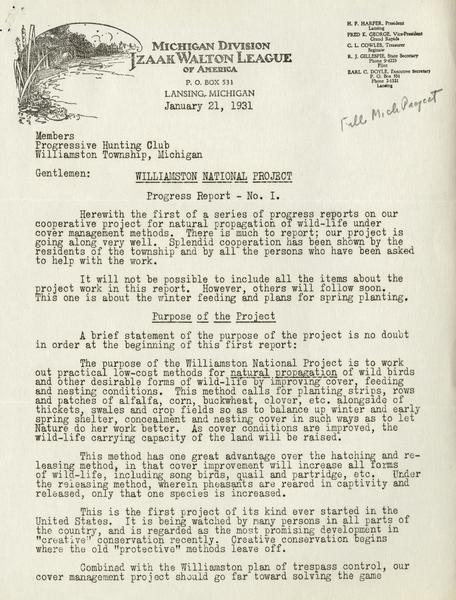 MICHIGAN DIVISION
IZAAK WALTON LEAGUE
OF AMERICA
P. O. BOX 531
LANSING, MICHIGAN
January 21, 1931
H. F. HARPER, President
Lansing
FRED K. GEORGE, Vice-President
Grand Rapids
C. L. COWLES, Treasurer
Saginaw
R. J. GILLESPIE, State Secretary
Phone 9-6223
Flint
EARL C. DOYLE, Executive Secretary
P. O. Box 531
Phone 2-1531
Lansing
Mich Project
Members
Progressive Hunting Club
Williamston Township, Michigan
Gentlemen: WILLIAMSTON NATIONAL PROJECT
Progress Report - No. I.
Herewith the first of a series of progress reports on our
cooperative project for natural propagation of wild-life under
cover management methods. There is much to report; our project is
going along very well. Splendid cooperation has been shown by the
residents of the township and by all the persons who have been asked
to help with the work.
It will not be possible to include all the items about the
project work in this report. However, others will follow soon.
This one is about the winter feeding and plans for spring planting.
Purpose of the Project
A brief statement of the purpose of the project is no doubt
in order at the beginning of this first report:
The purpose of the Williamston National Project is to work
out practical low-cost methods for natural propagation of wild birds
and other desirable forms of wild-life by improving cover, feeding
and nesting conditions. This method calls for planting strips, rows
and patches of alfalfa, corn, buckwheat, clover, etc. alongside of
thickets, swales and crop fields so as to balance up winter and early
spring shelter, concealment and nesting cover in such ways as to let
Nature do her work better. As cover conditions are improved, the
wild-life carrying capacity of the land will be raised.
This method has one great advantage over the hatching and re-
leasing method, in that cover improvement will increase all forms
of wild-life, including song birds, quail and partridge, etc. Under
the releasing method, wherein pheasants are reared in captivity and
released, only that one species is increased.
This is the first project of its kind ever started in the
United States. It is being watched by many persons in all parts of
the country, and is regarded as the most promising development in
"creative" conservation recently. Creative conservation begins
where the old "protective" methods leave off.
Combined with the Williamston plan of trespass control, our
cover management project should go far toward solving the game